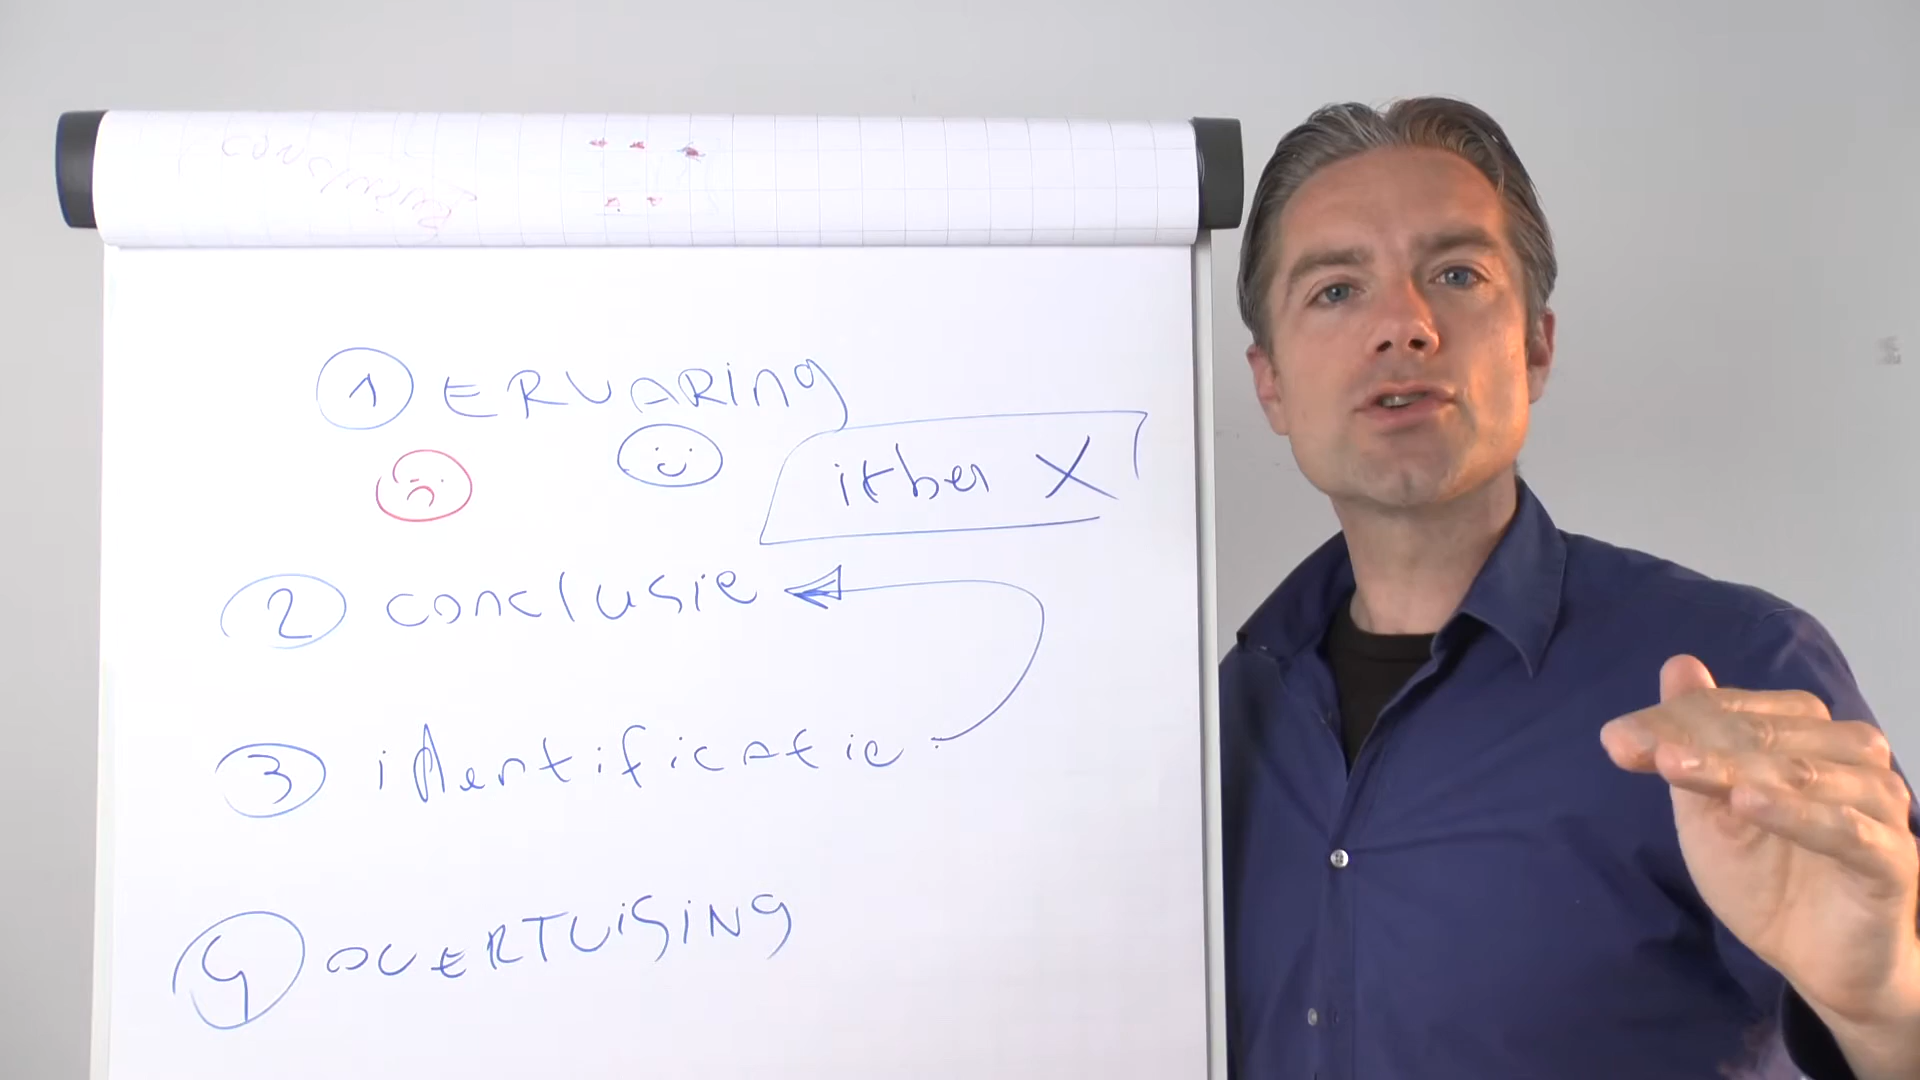 1 ERVARING
ik ben X
2 conclusie
3 identificatie
4 OVERTUIGING